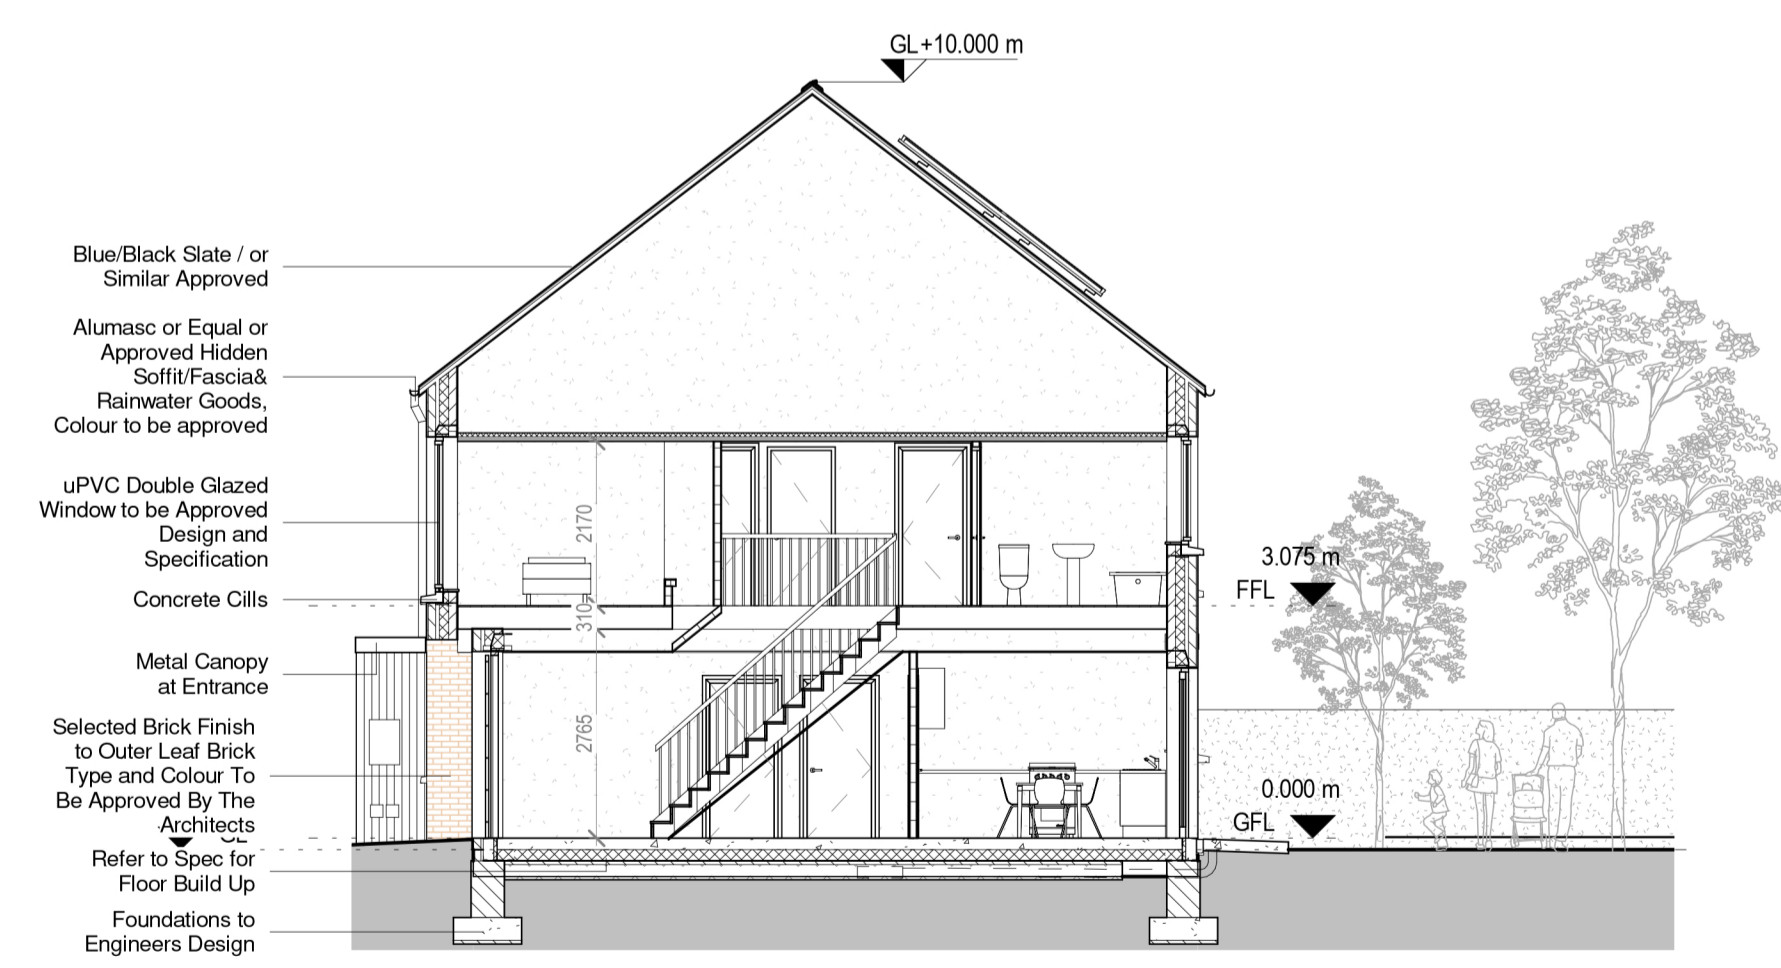 GL+10.000 m
Blue/Black Slate / or
Similar Approved
Alumasc or Equal or
Approved Hidden
Soffit/Fascia&
Rainwater Goods,
Colour to be approved
uPVC Double Glazed
Window to be Approved
Design and
Specification
Concrete Cills
Metal Canopy
at Entrance
Selected Brick Finish
to Outer Leaf Brick
Type and Colour To
Be Approved By The
Architects
Refer to Spec for
Floor Build Up
Foundations to
Engineers Design
2170
310
2765
3.075 m
FFL
0.000 m
GFL